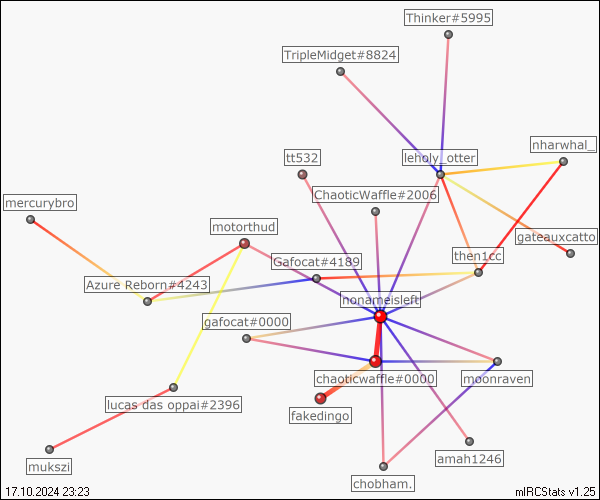 Thinker#5995
TripleMidget#8824
nharwhal_
tt532
leholy_otter
ChaoticWaffle#2006
mercurybro
motorthud
gateauxcatto
Gafocat#4189
then1cc
Azure Reborn#4243
nonameisleft
gafocat#0000
chaoticwaffle#0000
moonraven
lucas das oppai#2396
fakedingo
amah1246
mukszi
chobham.
17.10.2024 23:23
mIRCStats v1.25